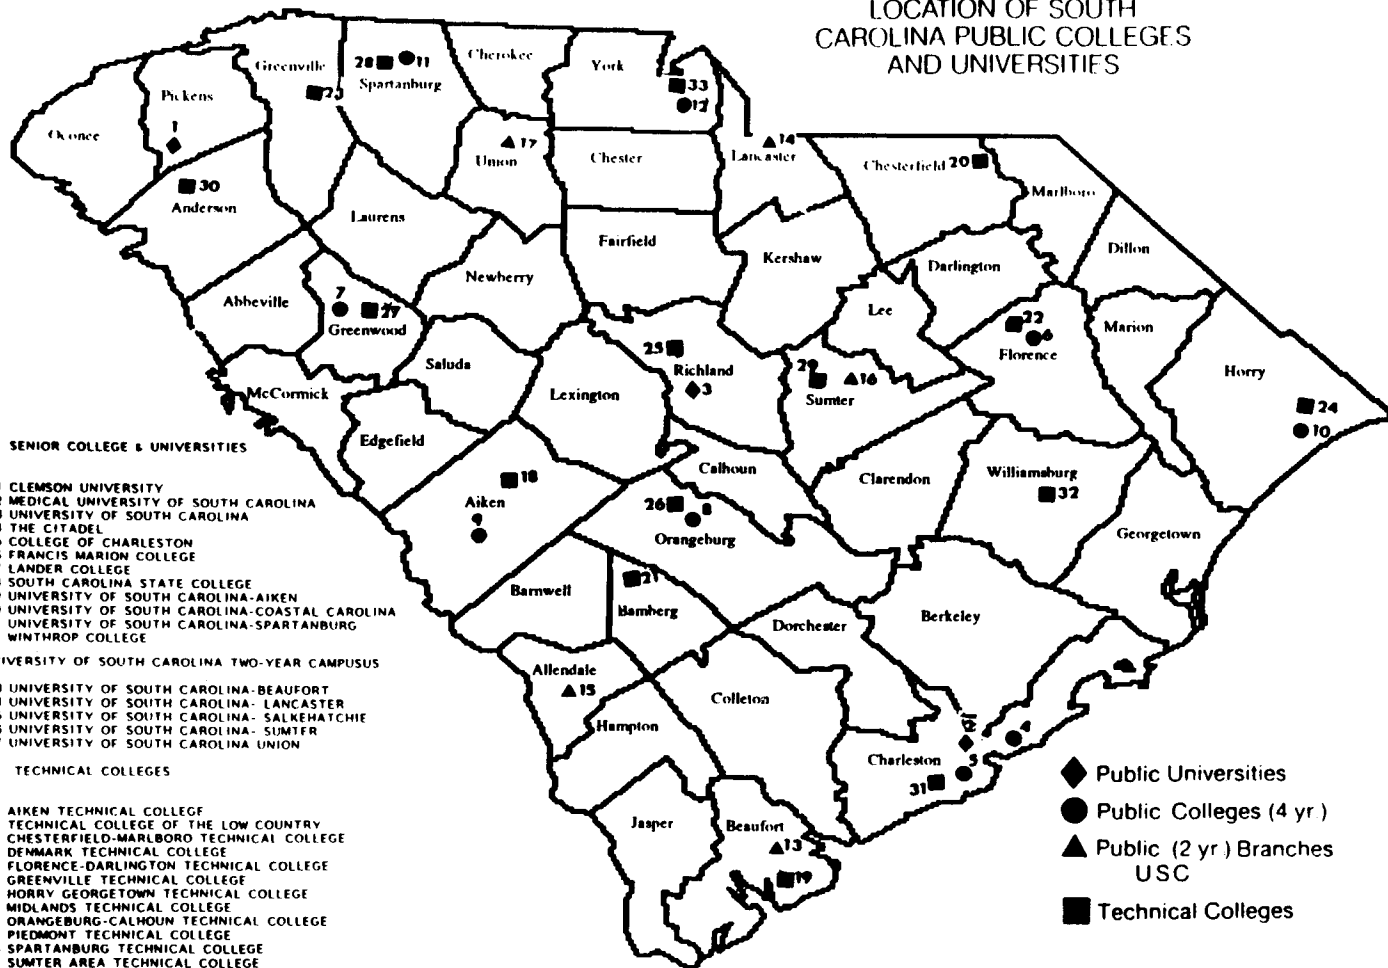 LOCATION OF SOUTH
CAROLINA PUBLIC COLLEGES
AND UNIVERSITIES
Cherokee
York
Greenville
28
11
Spartanburg
33
12
Pickens
Oconee
1
17
Union
Chester
14
Lancaster
Chesterfield
20
Marlboro
30
Anderson
Laurens
Fairfield
Kershaw
Darlington
Dillon
Newberry
Abbeville
7
27
Greenwood
Lee
22
6
Florence
Marion
Saluda
25
Richland
3
29
16
Sumter
Horry
24
10
McCormick
Lexington
Edgefield
Calhoun
Clarendon
Williamsburg
32
18
Aiken
9
26
8
Orangeburg
Georgetown
Barnwell
21
Bamberg
Dorchester
Berkeley
Allendale
15
Colleton
Hampton
2
4
Charleston
5
31
Jasper
Beaufort
13
19
SENIOR COLLEGE & UNIVERSITIES
CLEMSON UNIVERSITY
MEDICAL UNIVERSITY OF SOUTH CAROLINA
UNIVERSITY OF SOUTH CAROLINA
THE CITADEL
COLLEGE OF CHARLESTON
FRANCIS MARION COLLEGE
LANDER COLLEGE
SOUTH CAROLINA STATE COLLEGE
UNIVERSITY OF SOUTH CAROLINA-AIKEN
UNIVERSITY OF SOUTH CAROLINA-COASTAL CAROLINA
UNIVERSITY OF SOUTH CAROLINA-SPARTANBURG
WINTHROP COLLEGE
IVERSITY OF SOUTH CAROLINA TWO-YEAR CAMPUSUS
UNIVERSITY OF SOUTH CAROLINA-BEAUFORT
UNIVERSITY OF SOUTH CAROLINA- LANCASTER
UNIVERSITY OF SOUTH CAROLINA- SALKEHATCHIE
UNIVERSITY OF SOUTH CAROLINA- SUMTER
UNIVERSITY OF SOUTH CAROLINA UNION
TECHNICAL COLLEGES
AIKEN TECHNICAL COLLEGE
TECHNICAL COLLEGE OF THE LOW COUNTRY
CHESTERFIELD-MARLBORO TECHNICAL COLLEGE
DENMARK TECHNICAL COLLEGE
FLORENCE-DARLINGTON TECHNICAL COLLEGE
GREENVILLE TECHNICAL COLLEGE
HORRY GEORGETOWN TECHNICAL COLLEGE
MIDLANDS TECHNICAL COLLEGE
ORANGEBURG-CALHOUN TECHNICAL COLLEGE
PIEDMONT TECHNICAL COLLEGE
SPARTANBURG TECHNICAL COLLEGE
SUMTER AREA TECHNICAL COLLEGE
Public Universities
Public Colleges (4 yr.)
Public (2 yr.) Branches
USC
Technical Colleges